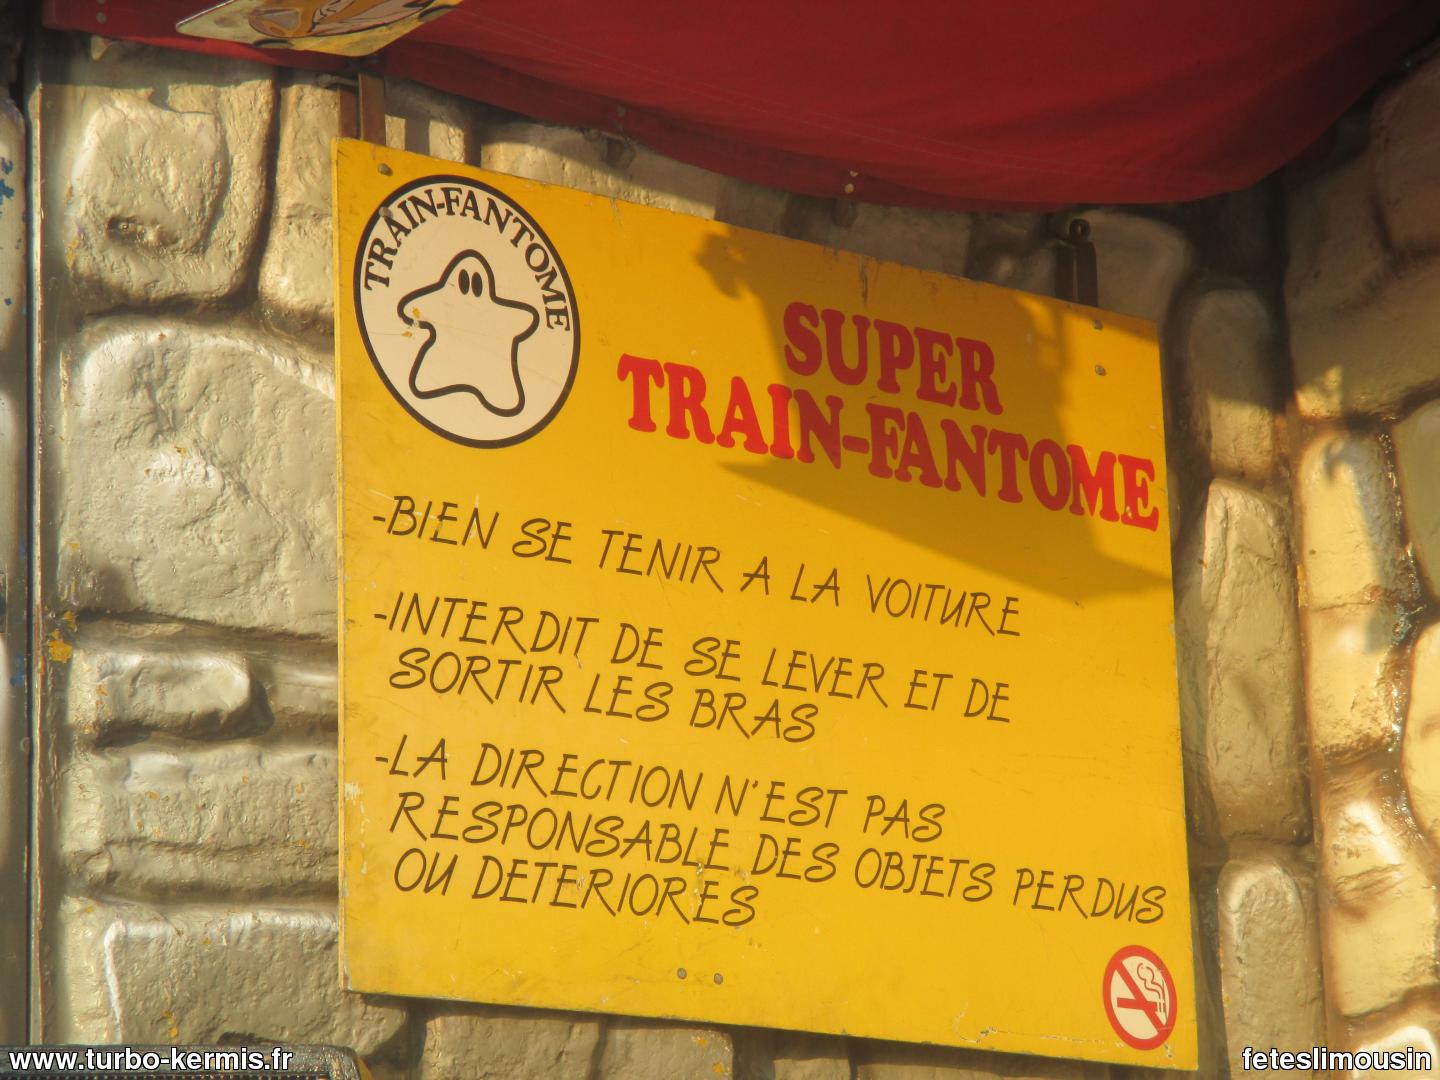 TRAIN-FANTOME
SUPER
TRAIN-FANTOME
-BIEN SE TENIR A LA VOITURE
-INTERDIT DE SE LEVER ET DE
SORTIR LES BRAS
-LA DIRECTION N'EST PAS
RESPONSABLE DES OBJETS PERDUS
OU DETERIORES
www.turbo-kermis.fr
feteslimousin